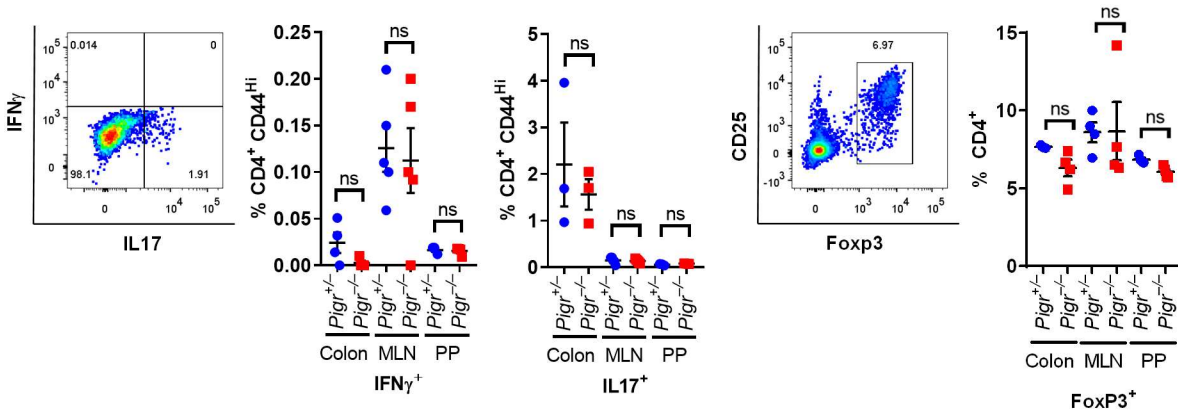 0.014
0
10⁵
10⁴
10³
0
98.1
1.91
0
10⁴
10⁵
IFNγ
IL17
% CD4⁺ CD44ᴴⁱ
0.25
0.20
0.15
0.10
0.05
0.00
ns
ns
ns
Pigr⁺/⁻
Pigr⁻/⁻
Pigr⁺/⁻
Pigr⁻/⁻
Pigr⁺/⁻
Pigr⁻/⁻
Colon MLN PP
IFNγ⁺
% CD4⁺ CD44ᴴⁱ
5
4
3
2
1
0
ns
ns
ns
Pigr⁺/⁻
Pigr⁻/⁻
Pigr⁺/⁻
Pigr⁻/⁻
Pigr⁺/⁻
Pigr⁻/⁻
Colon MLN PP
IL17⁺
6.97
10⁵
10⁴
10³
0
-10³
0
10³
10⁴
10⁵
CD25
Foxp3
% CD4⁺
15
10
5
0
ns
ns
ns
Pigr⁺/⁻
Pigr⁻/⁻
Pigr⁺/⁻
Pigr⁻/⁻
Pigr⁺/⁻
Pigr⁻/⁻
Colon MLN PP
FoxP3⁺